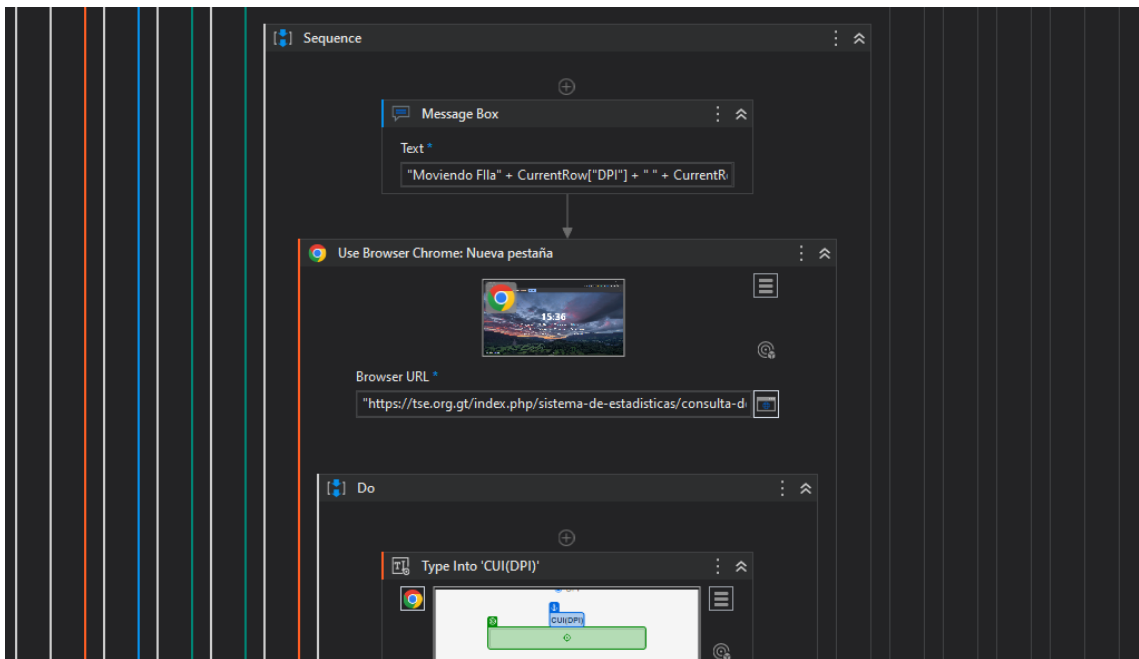 Sequence
Message Box
Text *
"Moviendo FIla" + CurrentRow["DPI"] + " " + CurrentR
Use Browser Chrome: Nueva pestaña
15:36
Browser URL *
"https://tse.org.gt/index.php/sistema-de-estadisticas/consulta-d
Do
Type Into 'CUI(DPI)'
CUI(DPI)